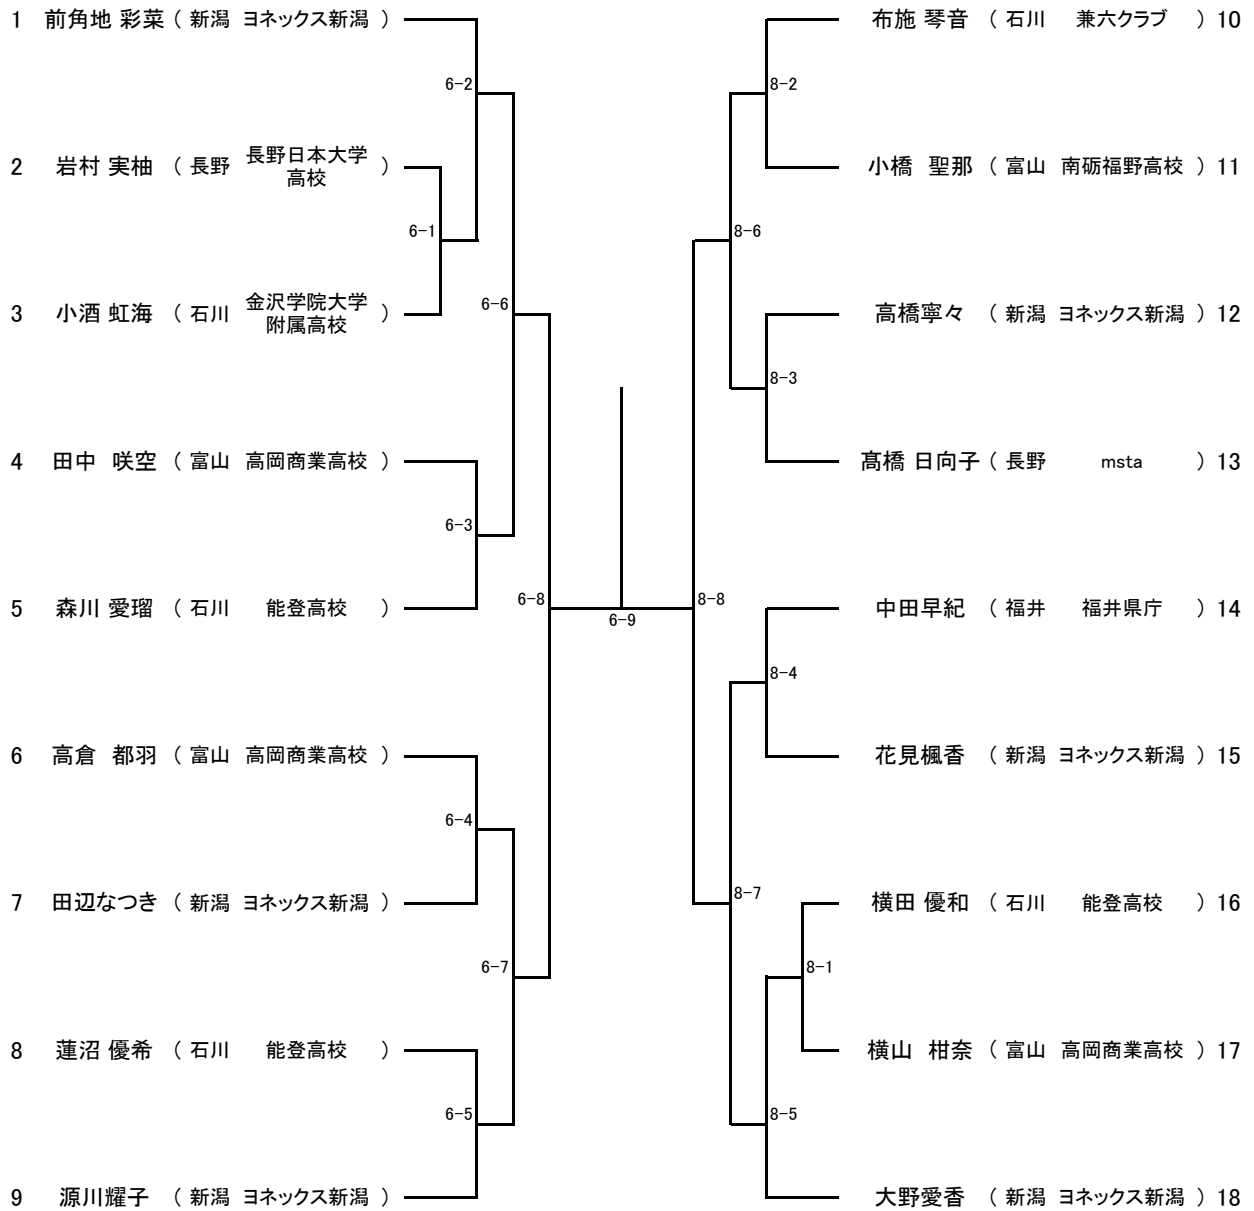 1 前角地 彩菜 ( 新潟 ヨネックス新潟 )
2 岩村 実柚 ( 長野 長野日本大学
高校 )
3 小酒 虹海 ( 石川 金沢学院大学
附属高校 )
4 田中 咲空 ( 富山 高岡商業高校 )
5 森川 愛瑠 ( 石川 能登高校 )
6 高倉 都羽 ( 富山 高岡商業高校 )
7 田辺なつき ( 新潟 ヨネックス新潟 )
8 蓮沼 優希 ( 石川 能登高校 )
9 源川耀子 ( 新潟 ヨネックス新潟 )
6-2
6-1
6-6
6-3
6-8
6-4
6-7
6-5
6-9
8-2
8-6
8-3
8-8
8-4
8-7
8-1
8-5
布施 琴音 ( 石川 兼六クラブ ) 10
小橋 聖那 ( 富山 南砺福野高校 ) 11
高橋寧々 ( 新潟 ヨネックス新潟 ) 12
髙橋 日向子 ( 長野 msta ) 13
中田早紀 ( 福井 福井県庁 ) 14
花見楓香 ( 新潟 ヨネックス新潟 ) 15
横田 優和 ( 石川 能登高校 ) 16
横山 柑奈 ( 富山 高岡商業高校 ) 17
大野愛香 ( 新潟 ヨネックス新潟 ) 18